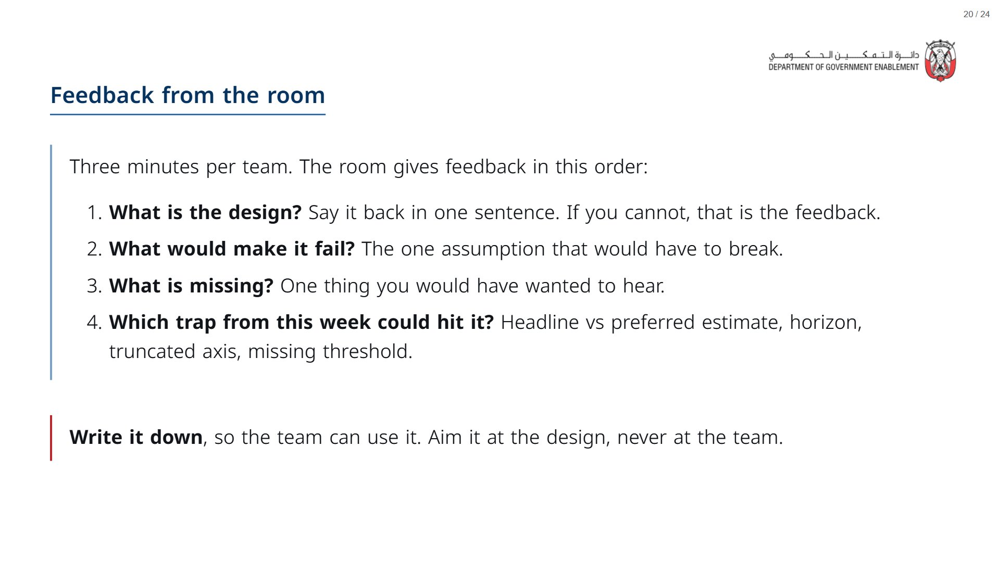 20 / 24
دائرة التمكين الحكومي
DEPARTMENT OF GOVERNMENT ENABLEMENT
Feedback from the room
Three minutes per team. The room gives feedback in this order:
1. What is the design? Say it back in one sentence. If you cannot, that is the feedback.
2. What would make it fail? The one assumption that would have to break.
3. What is missing? One thing you would have wanted to hear.
4. Which trap from this week could hit it? Headline vs preferred estimate, horizon,
truncated axis, missing threshold.
Write it down, so the team can use it. Aim it at the design, never at the team.